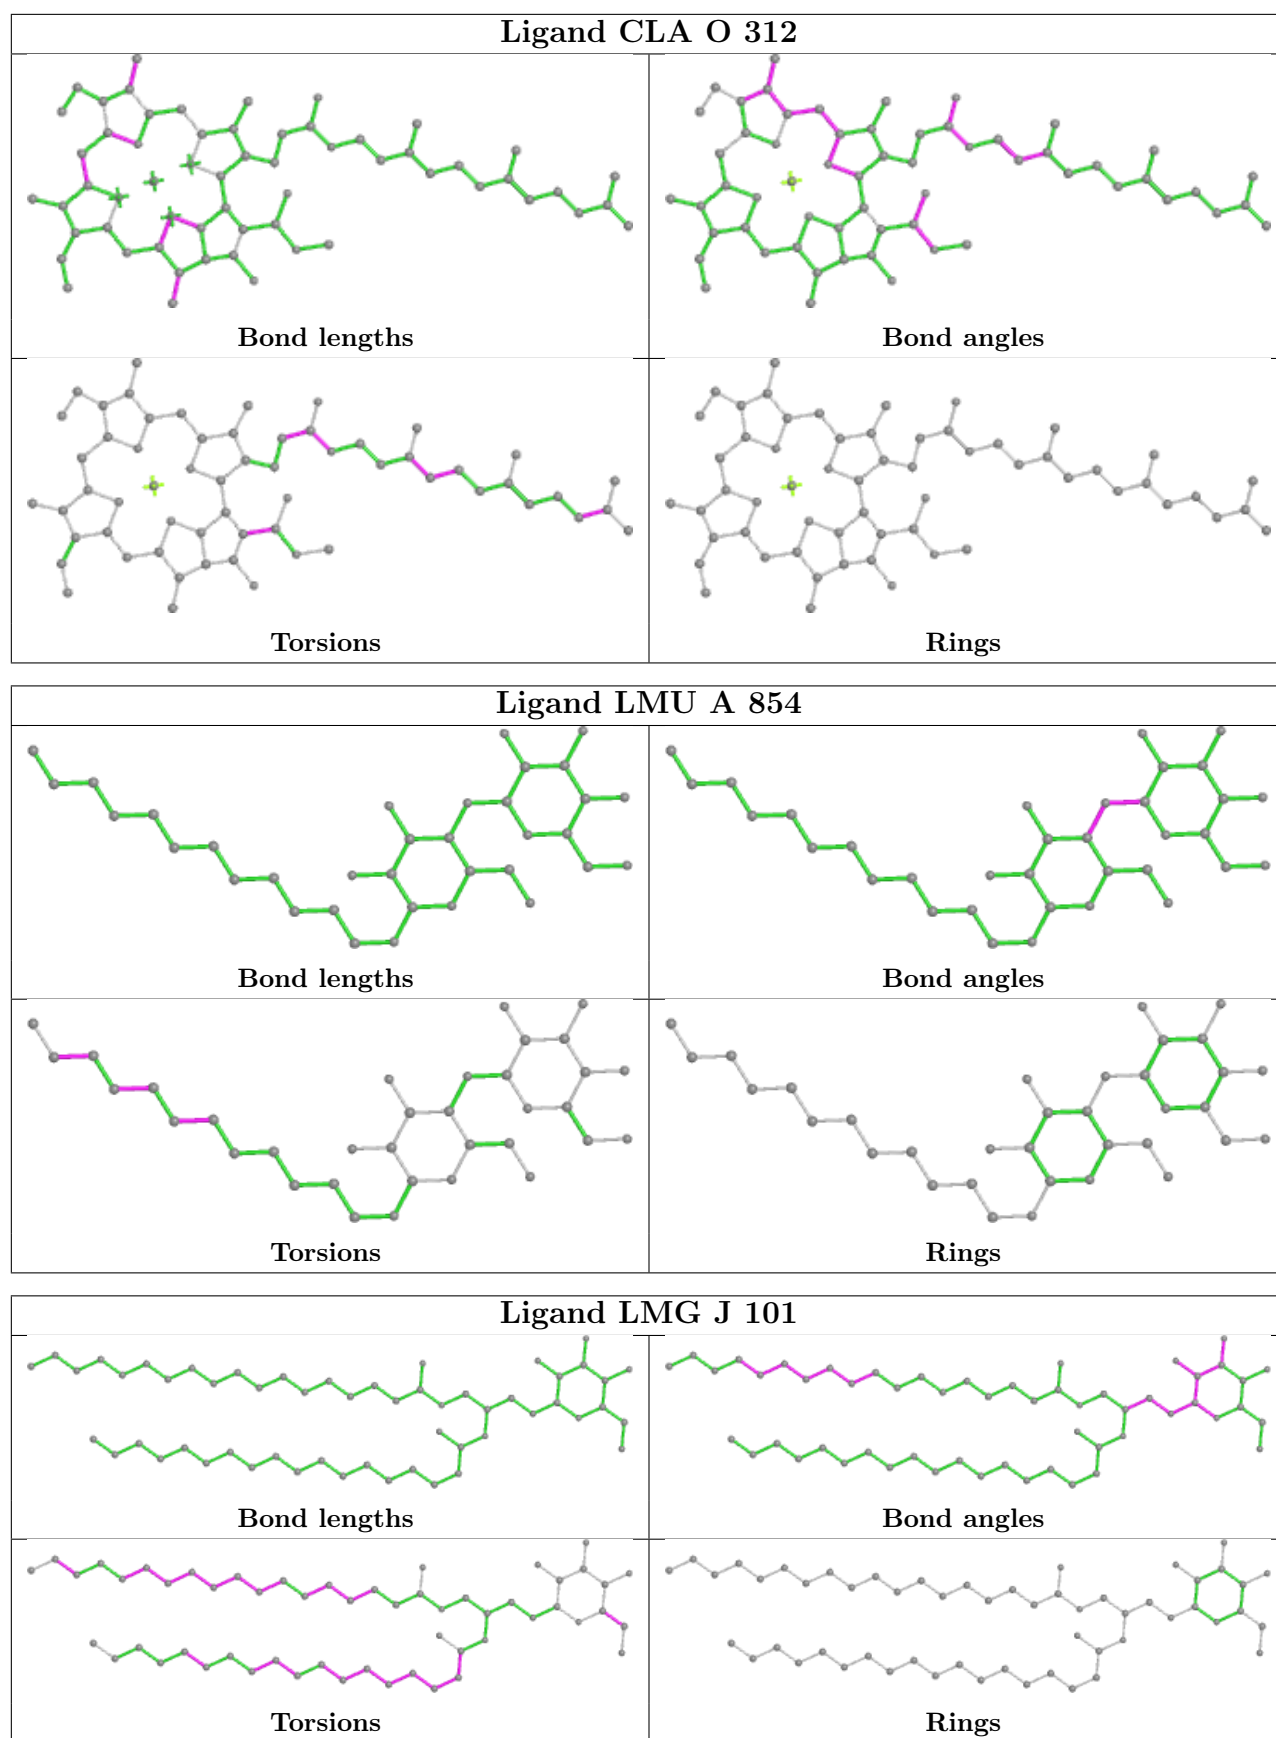 Ligand CLA O 312
Bond lengths
Bond angles
Torsions
Rings
Ligand LMU A 854
Bond lengths
Bond angles
Torsions
Rings
Ligand LMG J 101
Bond lengths
Bond angles
Torsions
Rings